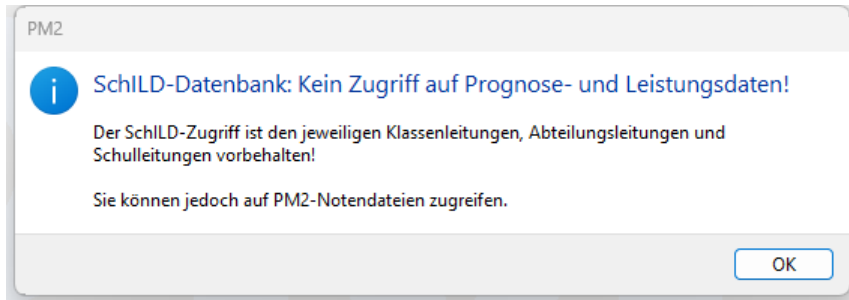 PM2
SchILD-Datenbank: Kein Zugriff auf Prognose- und Leistungsdaten!
Der SchILD-Zugriff ist den jeweiligen Klassenleitungen, Abteilungsleitungen und
Schulleitungen vorbehalten!
Sie können jedoch auf PM2-Notendateien zugreifen.
OK